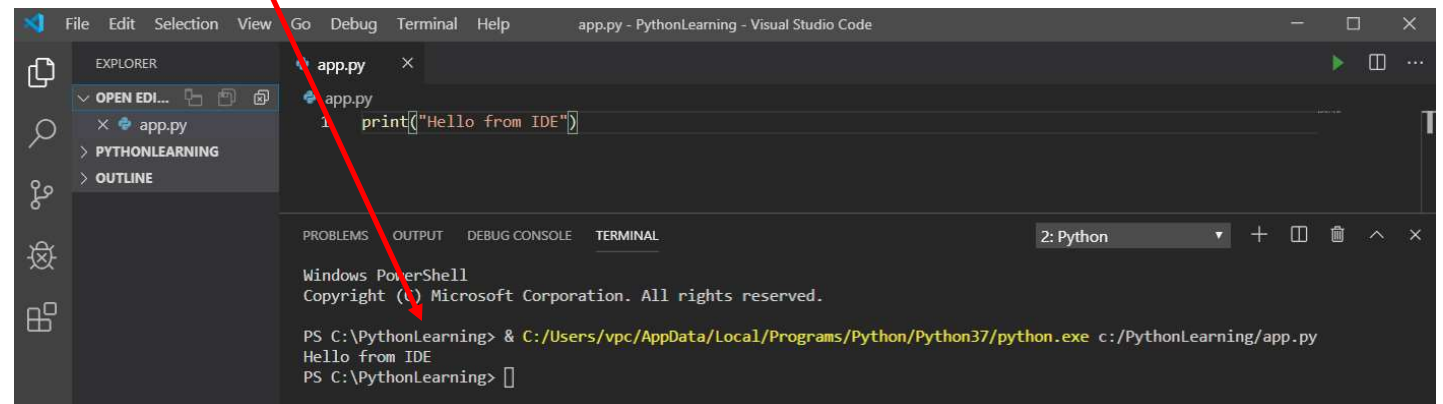 File Edit Selection View Go Debug Terminal Help app.py - PythonLearning - Visual Studio Code
EXPLORER
OPEN EDI...
app.py
PYTHONLEARNING
OUTLINE
app.py
app.py
1 print("Hello from IDE")
PROBLEMS OUTPUT DEBUG CONSOLE TERMINAL 2: Python
Windows PowerShell
Copyright (C) Microsoft Corporation. All rights reserved.
PS C:\PythonLearning> & C:/Users/vpc/AppData/Local/Programs/Python/Python37/python.exe c:/PythonLearning/app.py
Hello from IDE
PS C:\PythonLearning>